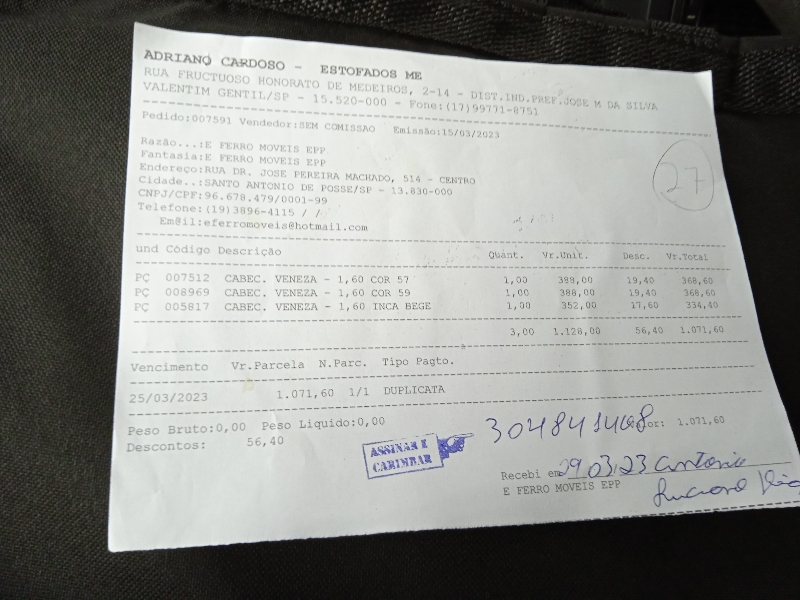 ADRIANO CARDOSO - ESTOFADOS ME
RUA FRUCTUOSO HONORATO DE MEDEIROS, 2-14 - DIST.IND.PREF.JOSE M DA SILVA
VALENTIM GENTIL/SP - 15.520-000 - Fone:(17)99771-8751
Pedido:007591 Vendedor:SEM COMISSAO Emissão:15/03/2023
Razão...:E FERRO MOVEIS EPP
Fantasia:E FERRO MOVEIS EPP
Endereço:RUA DR. JOSE PEREIRA MACHADO, 514 - CENTRO
Cidade..:SANTO ANTONIO DE POSSE/SP - 13.830-000
CNPJ/CPF:96.678.479/0001-99
Telefone:(19)3896-4115 / /
Em@il:eferromoveis@hotmail.com
27
und Código Descrição Quant. Vr.Unit. Desc. Vr.Total
PÇ 007512 CABEC. VENEZA - 1,60 COR 57 1,00 388,00 19,40 368,60
PÇ 008969 CABEC. VENEZA - 1,60 COR 59 1,00 388,00 19,40 368,60
PÇ 005817 CABEC. VENEZA - 1,60 INCA BEGE 1,00 352,00 17,60 334,40
3,00 1.128,00 56,40 1.071,60
Vencimento Vr.Parcela N.Parc. Tipo Pagto.
25/03/2023 1.071,60 1/1 DUPLICATA
Peso Bruto:0,00 Peso Liquido:0,00 1.071,60
Descontos: 56,40
ASSINAR E
CARIMBAR
Recebi em 29.03.23 Antonio
E FERRO MOVEIS EPP